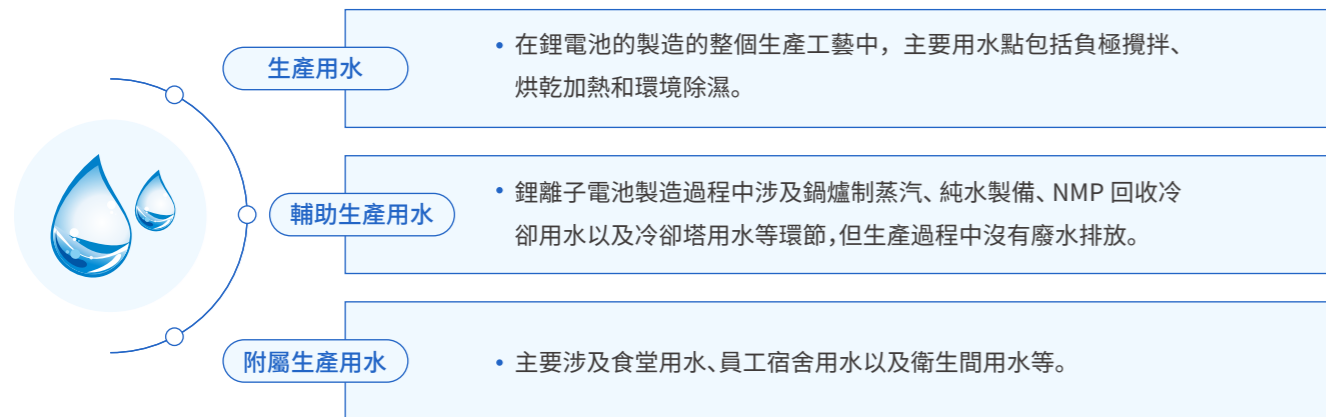 生產用水
• 在鋰電池的製造的整個生產工藝中，主要用水點包括負極攪拌、
烘乾加熱和環境除濕。
輔助生產用水
• 鋰離子電池製造過程中涉及鍋爐制蒸汽、純水製備、NMP 回收冷
卻用水以及冷卻塔用水等環節，但生產過程中沒有廢水排放。
附屬生產用水
• 主要涉及食堂用水、員工宿舍用水以及衛生間用水等。